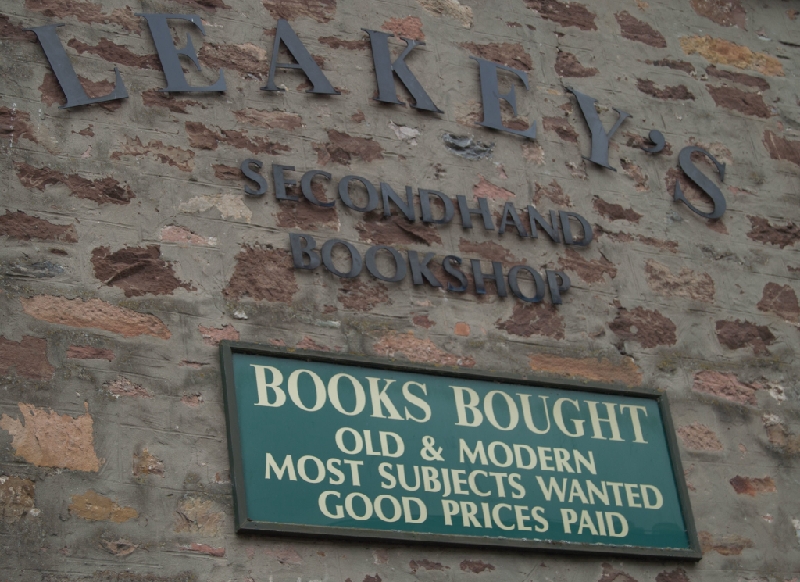 LEAKEY'S
SECONDHAND
BOOKSHOP
BOOKS BOUGHT
OLD & MODERN
MOST SUBJECTS WANTED
GOOD PRICES PAID